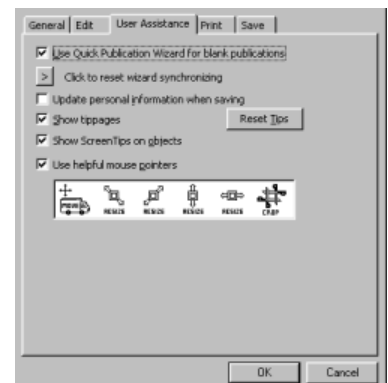 General Edit User Assistance Print Save
Use Quick Publication Wizard for blank publications
> Click to reset wizard synchronizing
Update personal information when saving
Show tippages Reset Tips
Show ScreenTips on objects
Use helpful mouse pointers
MOVE RESIZE RESIZE RESIZE RESIZE CROP
OK Cancel